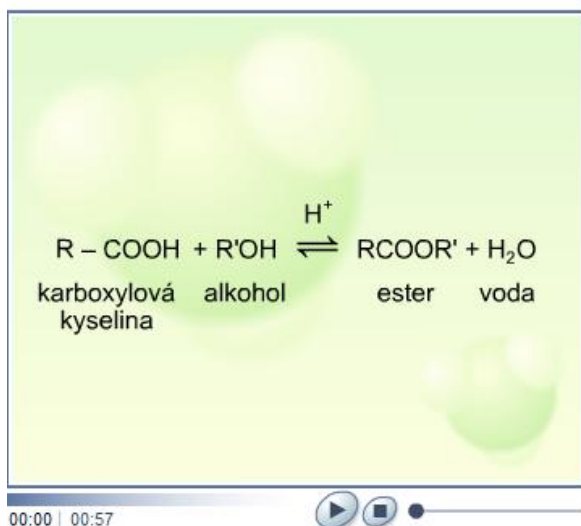 H⁺
R – COOH + R'OH ⇌ RCOOR' + H₂O
karboxylová alkohol ester voda
kyselina
00:00 | 00:57